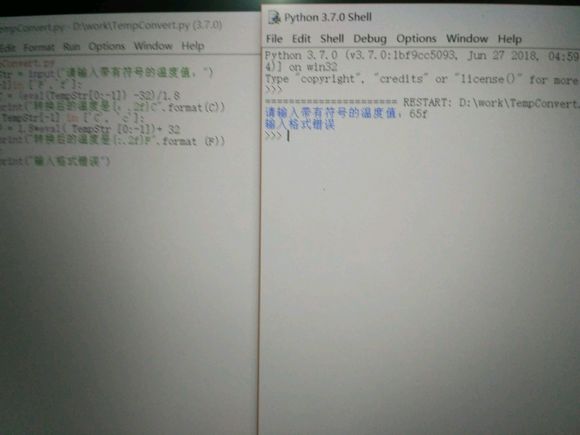 TempConvert.py - D:\work\TempConvert.py (3.7.0)
Edit Format Run Options Window Help
Convert.py
Str = input("请输入带有符号的温度值:")
-1]in ['F','f']:
= (eval(TempStr[0:-1]) -32)/1.8
print("转换后的温度是{:.2f}C".format(C))
TempStr[-1] in ['C','c']:
= 1.8*eval( TempStr [0:-1])+ 32
print("转换后的温度是{:.2f}F".format (F))
print("输入格式错误")
Python 3.7.0 Shell
File Edit Shell Debug Options Window Help
Python 3.7.0 (v3.7.0:1bf9cc5093, Jun 27 2018, 04:59
4)] on win32
Type "copyright", "credits" or "license()" for more
>>>
===================== RESTART: D:\work\TempConvert.
请输入带有符号的温度值:65f
输入格式错误
>>>